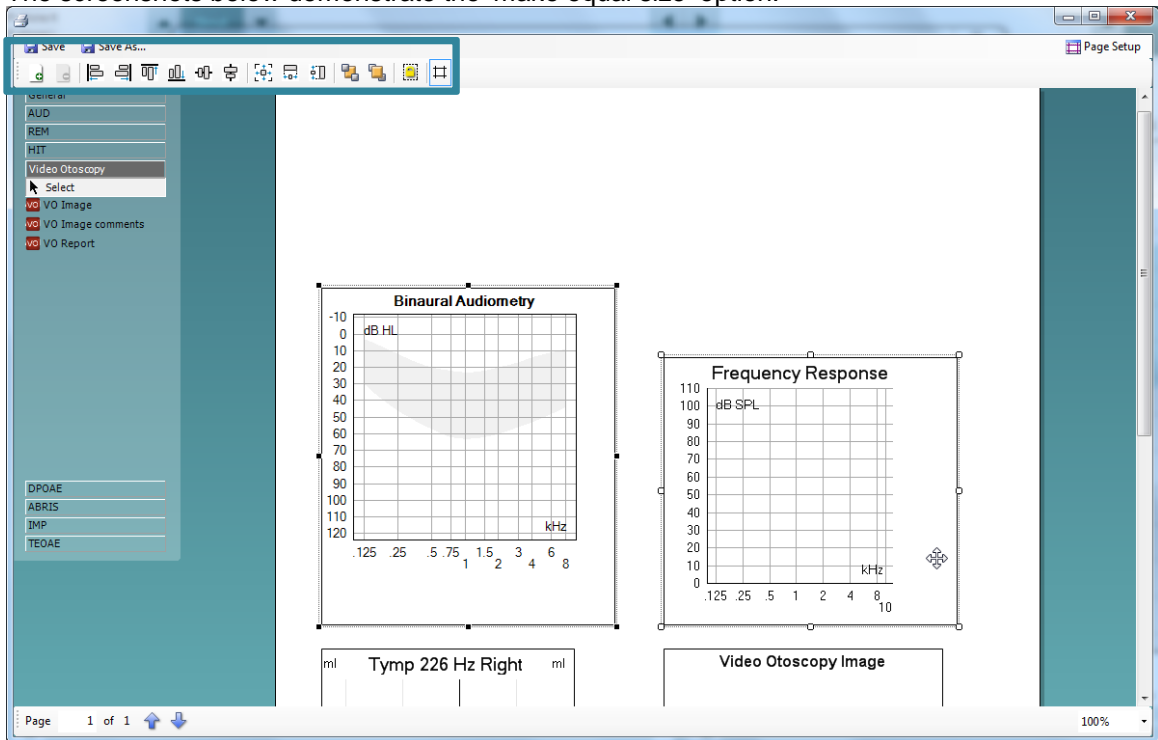 The screenshots below demonstrate the 'make equal size' option.
Save Save As... Page Setup
General
AUD
REM
HIT
Video Otoscopy
Select
VO VO Image
VO VO Image comments
VO VO Report
DPOAE
ABRIS
IMP
TEOAE
Binaural Audiometry
dB HL
-10
0
10
20
30
40
50
60
70
80
90
100
110
120
kHz
.125 .25 .5 .75 1.5 3 6
1 2 4 8
Frequency Response
110
100 dB SPL
90
80
70
60
50
40
30
20
10
0
kHz
.125 .25 .5 1 2 4 8
10
ml Tymp 226 Hz Right ml
Video Otoscopy Image
Page 1 of 1
100%